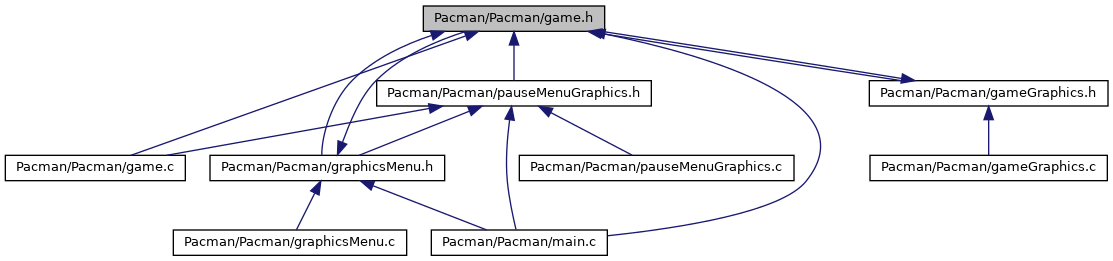 Pacman/Pacman/game.h
Pacman/Pacman/pauseMenuGraphics.h
Pacman/Pacman/gameGraphics.h
Pacman/Pacman/game.c
Pacman/Pacman/graphicsMenu.h
Pacman/Pacman/pauseMenuGraphics.c
Pacman/Pacman/gameGraphics.c
Pacman/Pacman/graphicsMenu.c
Pacman/Pacman/main.c